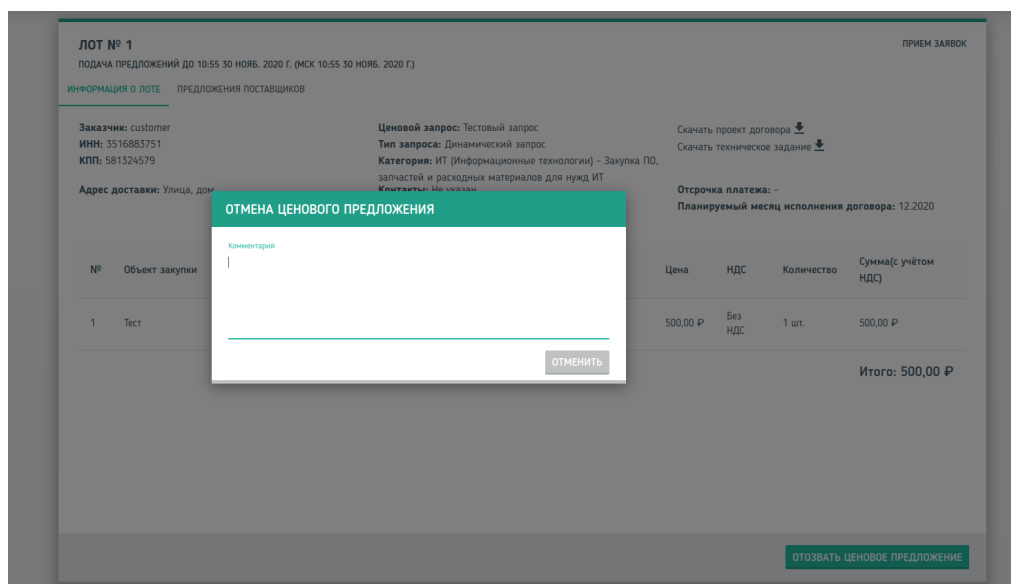 ЛОТ № 1
ПРИЕМ ЗАЯВОК
ПОДАЧА ПРЕДЛОЖЕНИЙ ДО 10:55 30 НОЯБ. 2020 Г. (МСК 10:55 30 НОЯБ. 2020 Г.)
ИНФОРМАЦИЯ О ЛОТЕ ПРЕДЛОЖЕНИЯ ПОСТАВЩИКОВ
Заказчик: customer
ИНН: 3516883751
КПП: 581324579
Адрес доставки: Улица, дом
Ценовой запрос: Тестовый запрос
Тип запроса: Динамический запрос
Категория: ИТ (Информационные технологии) - Закупка ПО,
запчастей и расходных материалов для нужд ИТ
Контакты: Не указан
Скачать проект договора
Скачать техническое задание
Отсрочка платежа: -
Планируемый месяц исполнения договора: 12.2020
ОТМЕНА ЦЕНОВОГО ПРЕДЛОЖЕНИЯ
Комментарий
ОТМЕНИТЬ
№ Объект закупки Цена НДС Количество Сумма(с учётом
НДС)
1 Тест 500,00 ₽ Без
НДС 1 шт. 500,00 ₽
Итого: 500,00 ₽
ОТОЗВАТЬ ЦЕНОВОЕ ПРЕДЛОЖЕНИЕ